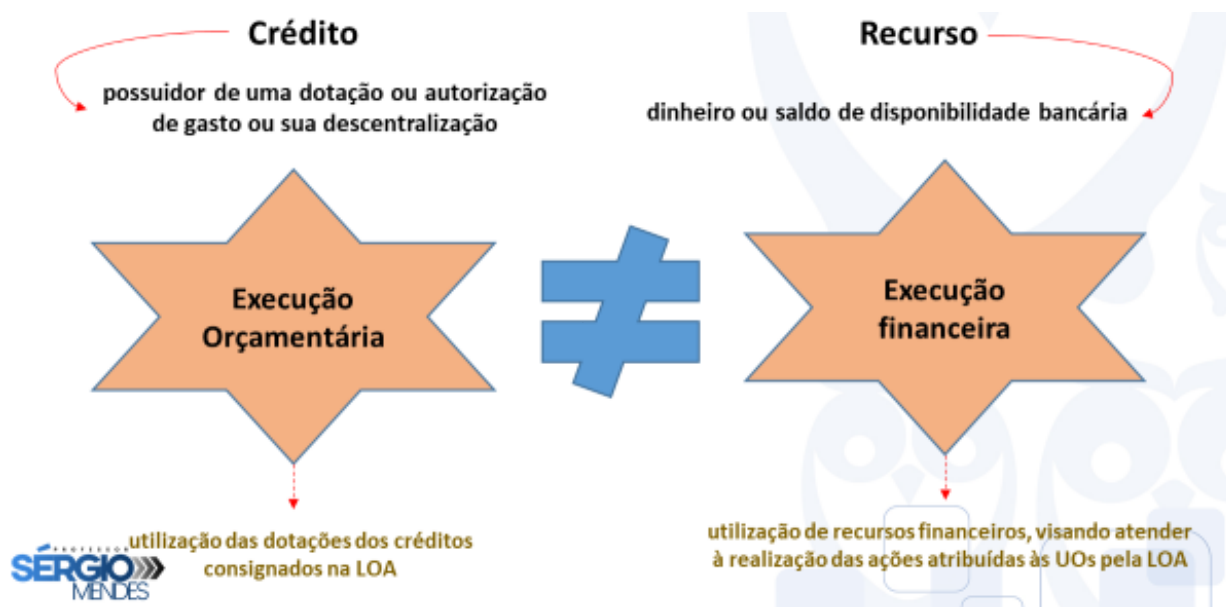 Crédito
possuidor de uma dotação ou autorização
de gasto ou sua descentralização
Recurso
dinheiro ou saldo de disponibilidade bancária
Execução
Orçamentária
Execução
financeira
utilização das dotações dos créditos
consignados na LOA
utilização de recursos financeiros, visando atender
à realização das ações atribuídas às UOs pela LOA
PROFESSOR
SÉRGIO
MENDES